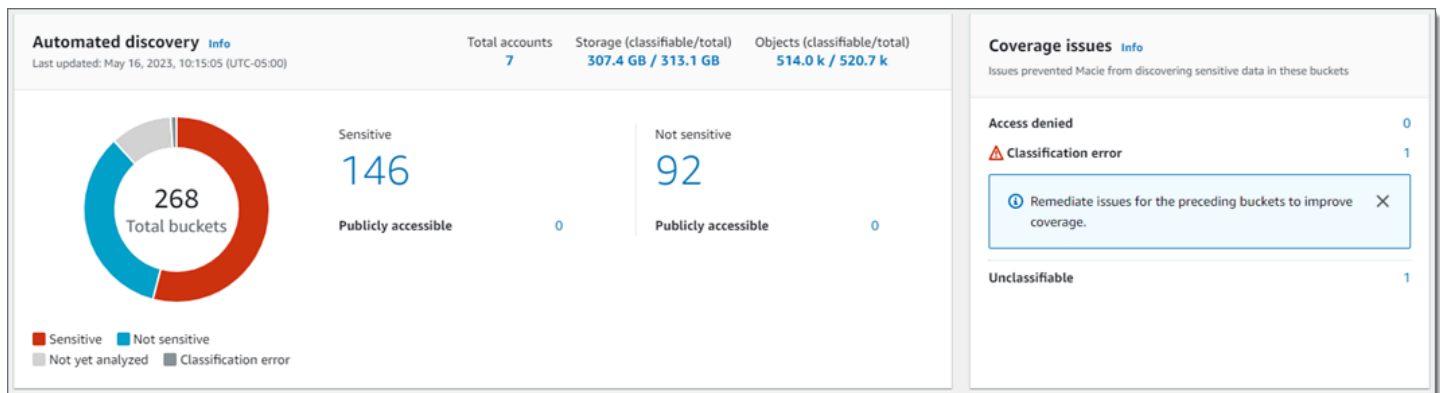 Automated discovery Info
Last updated: May 16, 2023, 10:15:05 (UTC-05:00)
Total accounts
7
Storage (classifiable/total)
307.4 GB / 313.1 GB
Objects (classifiable/total)
514.0 k / 520.7 k
268
Total buckets
Sensitive
146
Publicly accessible 0
Not sensitive
92
Publicly accessible 0
Sensitive Not sensitive
Not yet analyzed Classification error
Coverage issues Info
Issues prevented Macie from discovering sensitive data in these buckets
Access denied 0
Classification error 1
Remediate issues for the preceding buckets to improve
coverage.
Unclassifiable 1